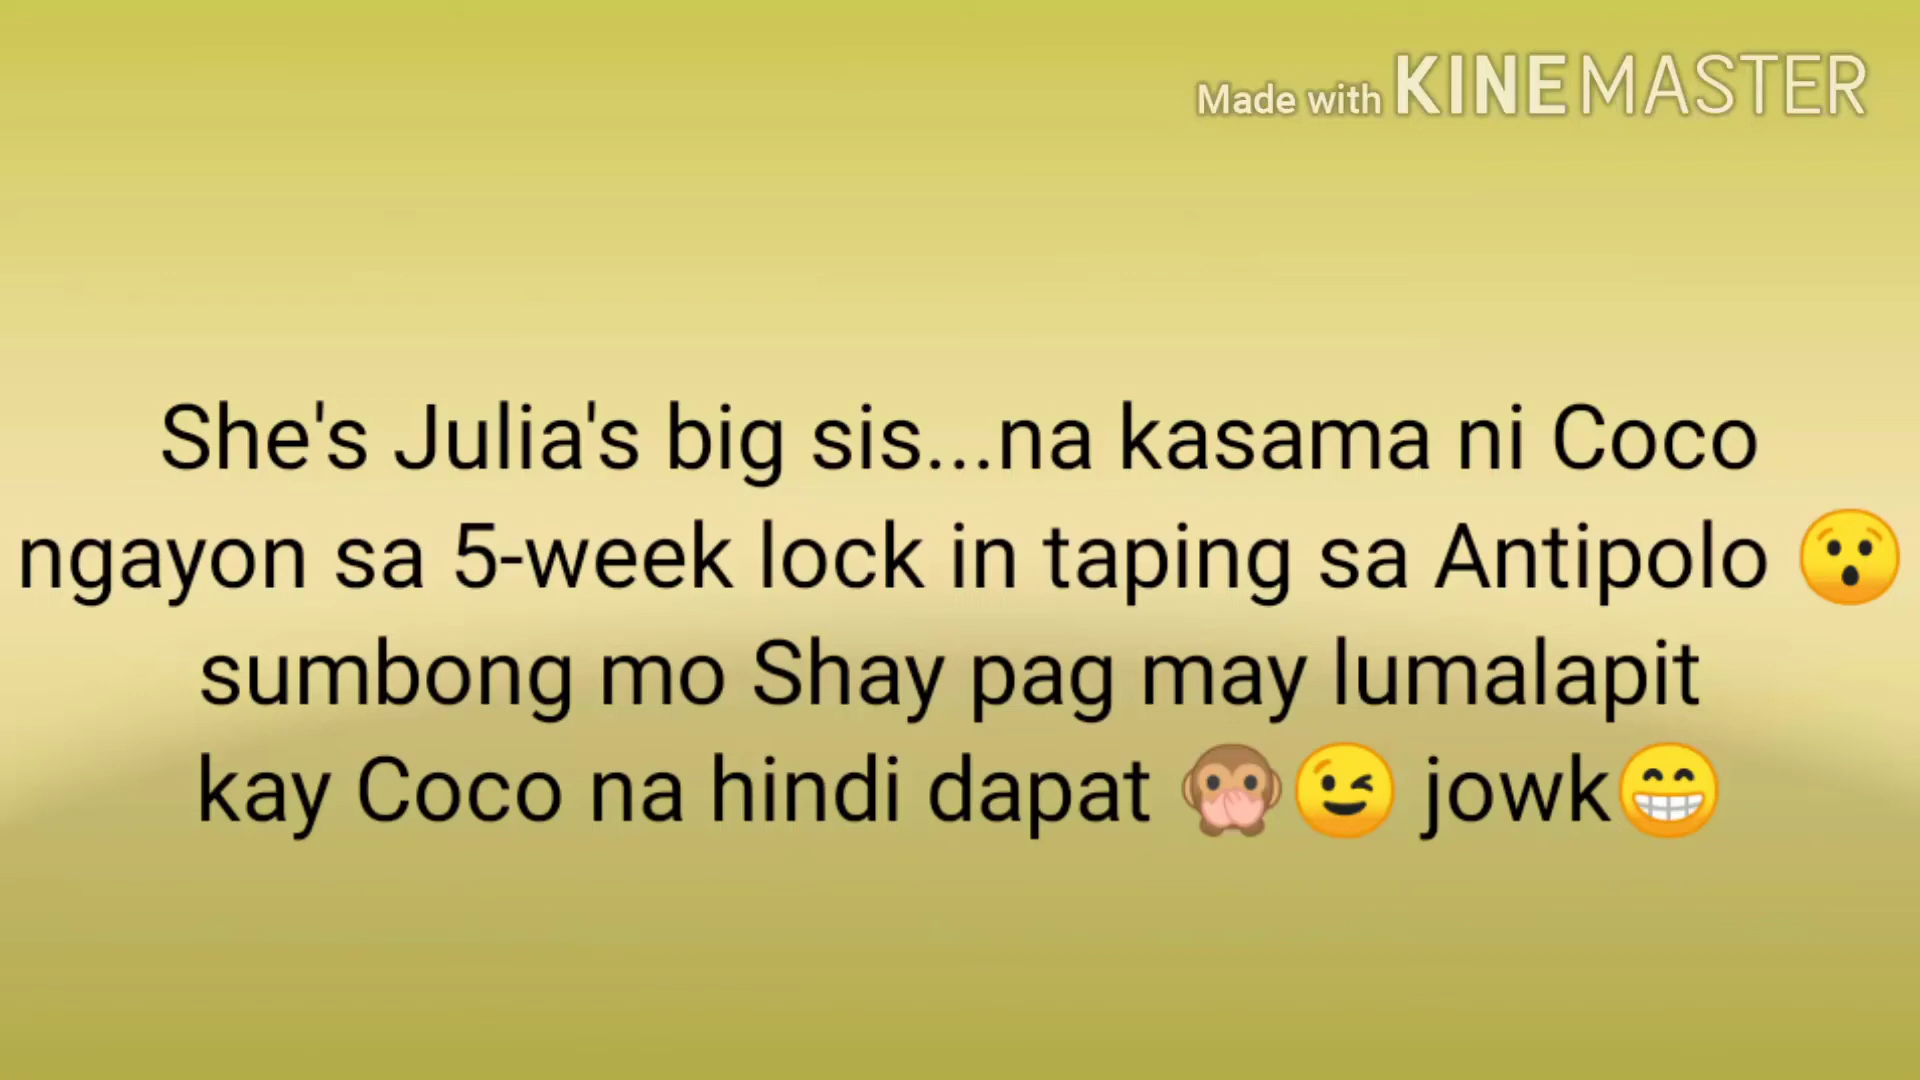 Made with KINEMASTER
She's Julia's big sis...na kasama ni Coco
ngayon sa 5-week lock in taping sa Antipolo 😯
sumbong mo Shay pag may lumalapit
kay Coco na hindi dapat 🙊😉 jowk😁